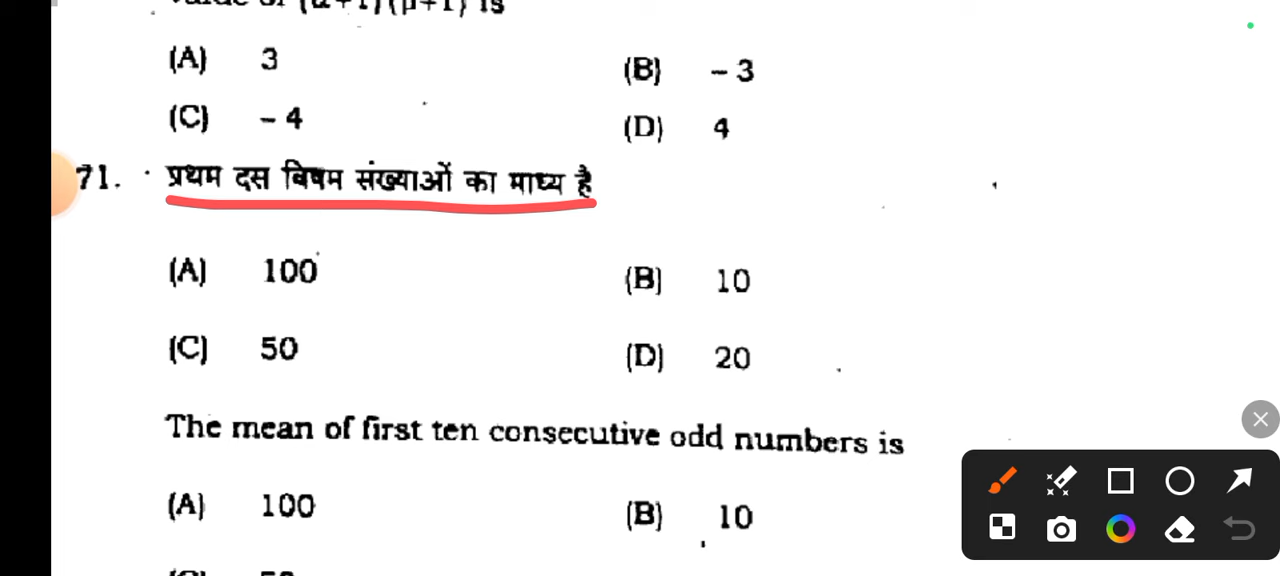 (A) 3 (B) – 3
(C) – 4 (D) 4
71. प्रथम दस विषम संख्याओं का माध्य है
(A) 100 (B) 10
(C) 50 (D) 20
The mean of first ten consecutive odd numbers is
(A) 100 (B) 10